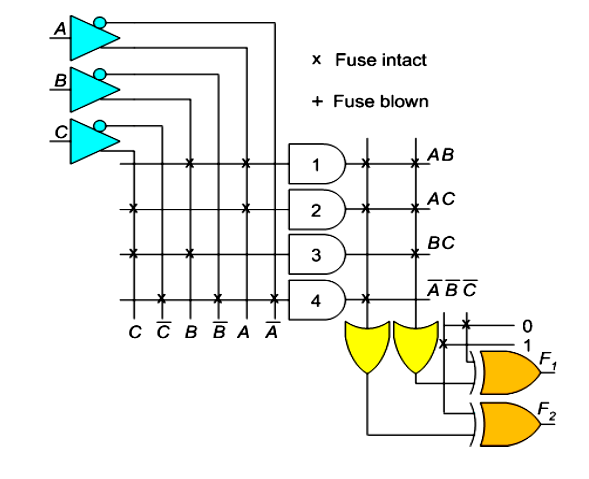 A
B
C
x Fuse intact
+ Fuse blown
1
2
3
4
AB
AC
BC
A̅ B̅ C̅
C C̅ B B̅ A A̅
0
1
F₁
F₂